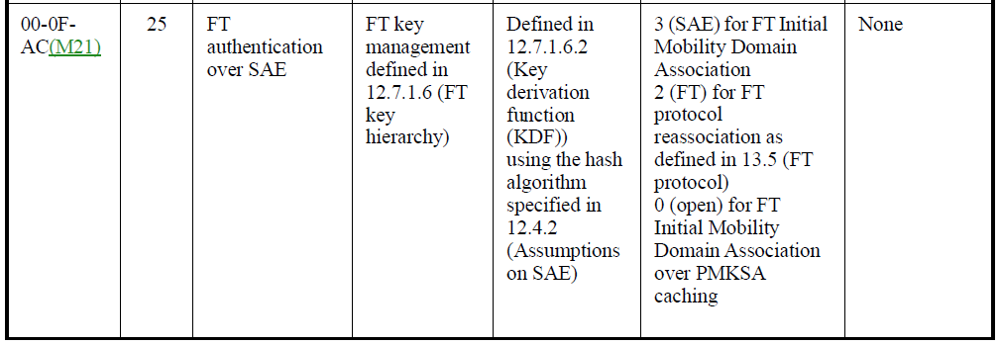 00-0F-
AC(M21)
25
FT
authentication
over SAE
FT key
management
defined in
12.7.1.6 (FT
key
hierarchy)
Defined in
12.7.1.6.2
(Key
derivation
function
(KDF))
using the hash
algorithm
specified in
12.4.2
(Assumptions
on SAE)
3 (SAE) for FT Initial
Mobility Domain
Association
2 (FT) for FT
protocol
reassociation as
defined in 13.5 (FT
protocol)
0 (open) for FT
Initial Mobility
Domain Association
over PMKSA
caching
None